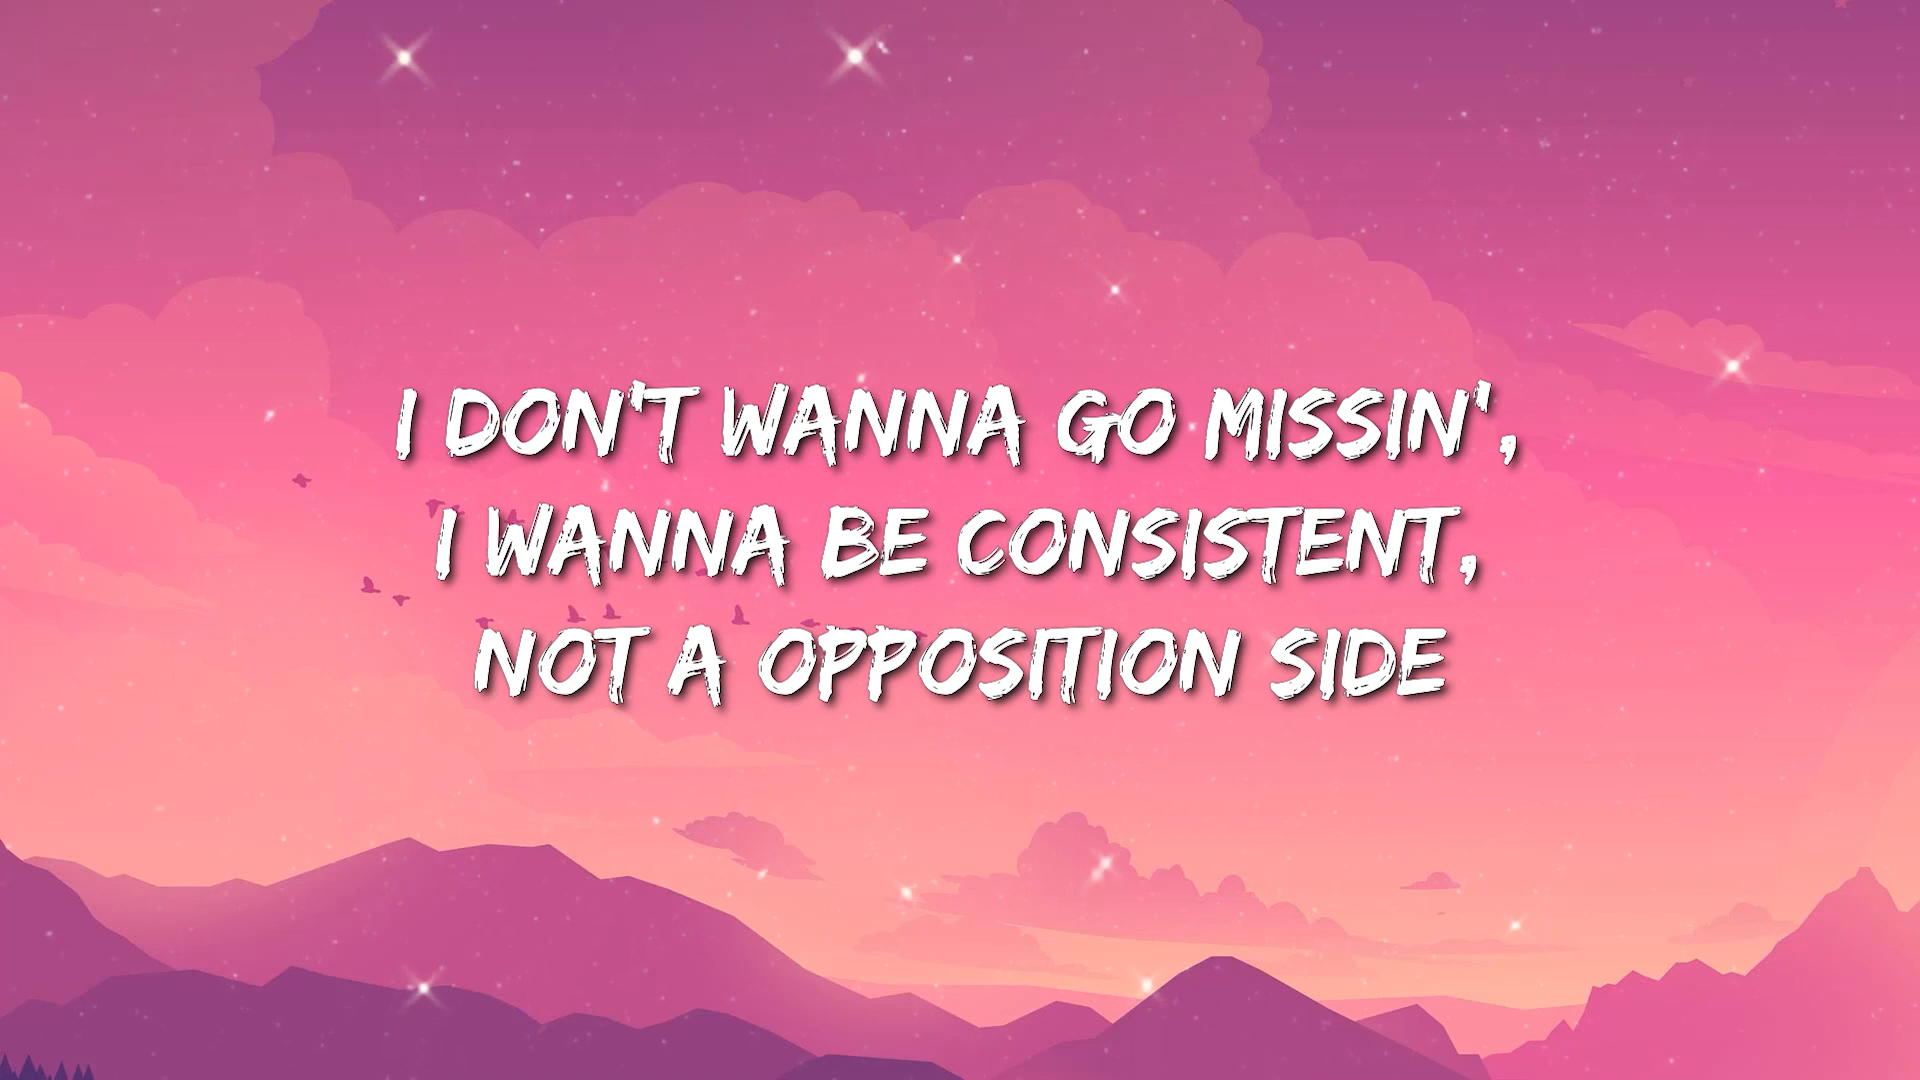 I DON'T WANNA GO MISSIN',
I WANNA BE CONSISTENT,
NOT A OPPOSITION SIDE